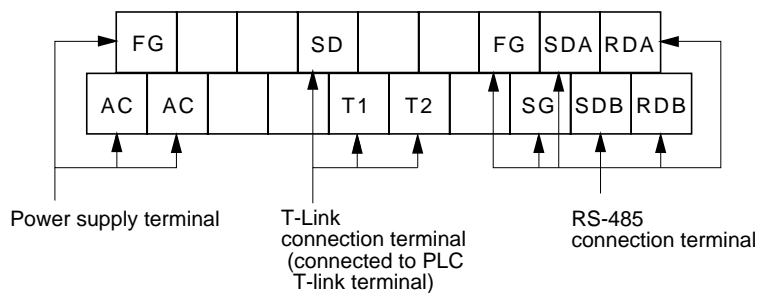 FG SD FG SDA RDA
AC AC T1 T2 SG SDB RDB
Power supply terminal
T-Link
connection terminal
(connected to PLC
T-link terminal)
RS-485
connection terminal